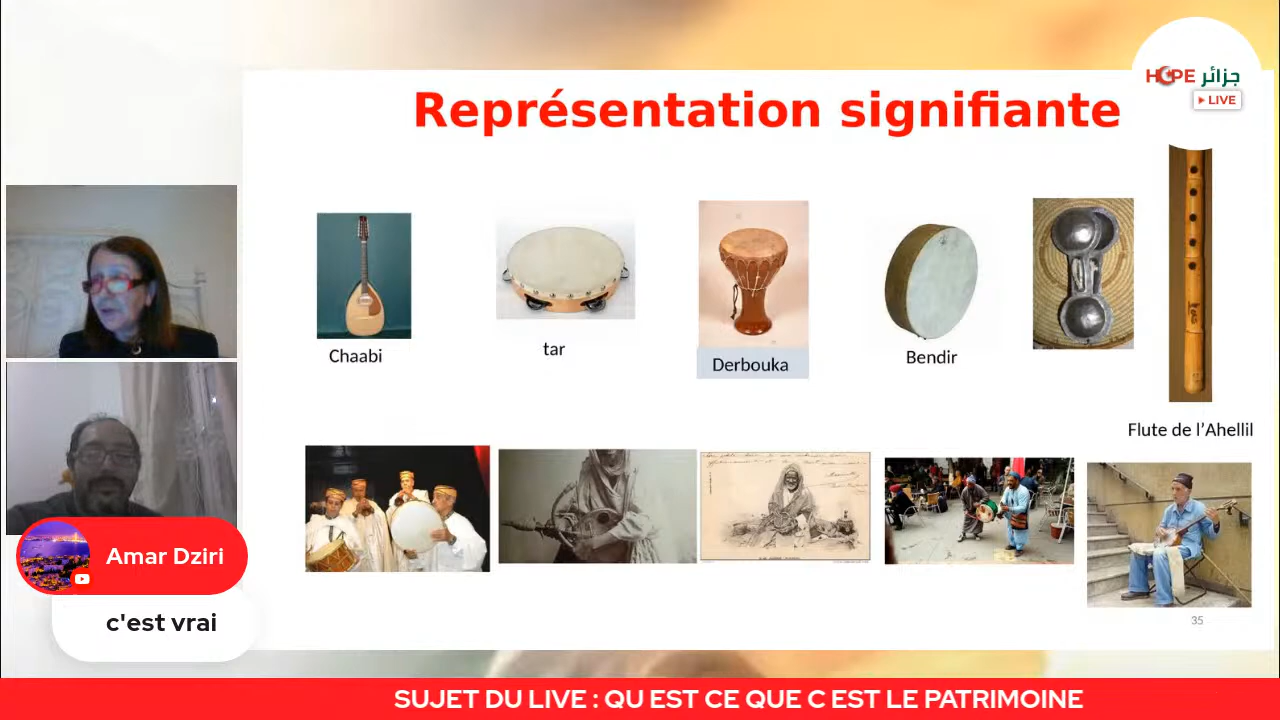 Représentation signifiante
HOPE جزائر
LIVE
Chaabi
tar
Derbouka
Bendir
Flute de l’Ahellil
35
Amar Dziri
c'est vrai
SUJET DU LIVE : QU EST CE QUE C EST LE PATRIMOINE